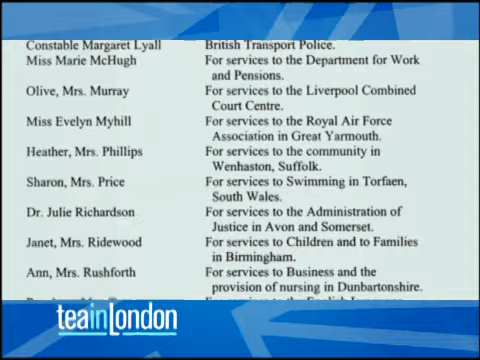 Constable Margaret Lyall British Transport Police.
Miss Marie McHugh For services to the Department for Work
and Pensions.
Olive, Mrs. Murray For services to the Liverpool Combined
Court Centre.
Miss Evelyn Myhill For services to the Royal Air Force
Association in Great Yarmouth.
Heather, Mrs. Phillips For services to the community in
Wenhaston, Suffolk.
Sharon, Mrs. Price For services to Swimming in Torfaen,
South Wales.
Dr. Julie Richardson For services to the Administration of
Justice in Avon and Somerset.
Janet, Mrs. Ridewood For services to Children and to Families
in Birmingham.
Ann, Mrs. Rushforth For services to Business and the
provision of nursing in Dunbartonshire.
For services to the English
teainLondon